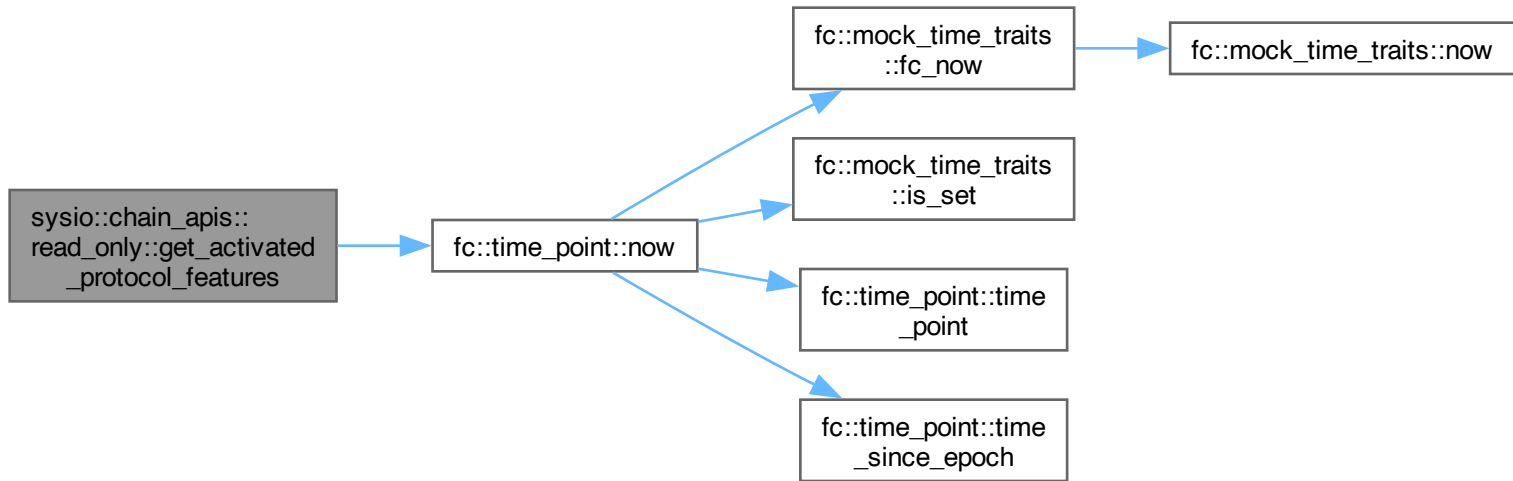 sysio::chain_apis::
read_only::get_activated
_protocol_features
fc::time_point::now
fc::mock_time_traits
::fc_now
fc::mock_time_traits::now
fc::mock_time_traits
::is_set
fc::time_point::time
_point
fc::time_point::time
_since_epoch